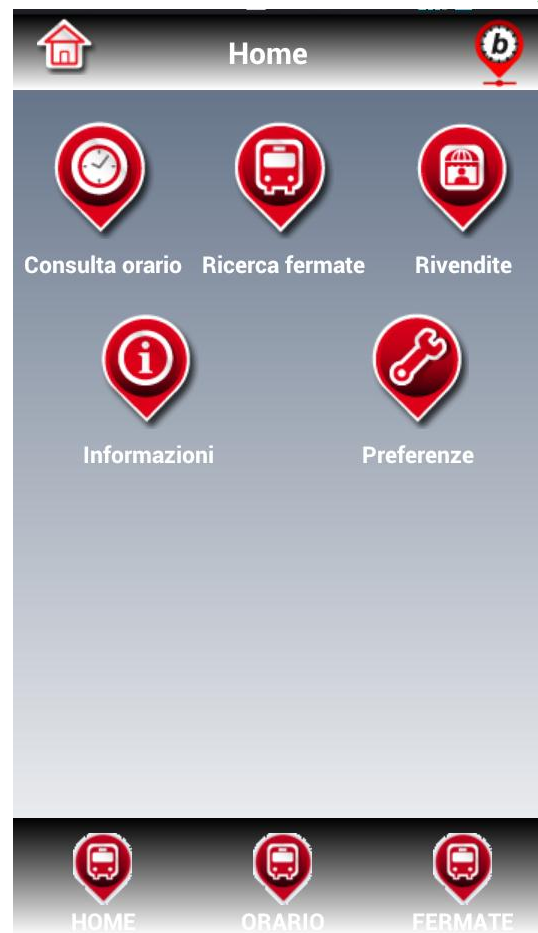 Home
b
Consulta orario Ricerca fermate Rivendite
Informazioni Preferenze
HOME ORARIO FERMATE